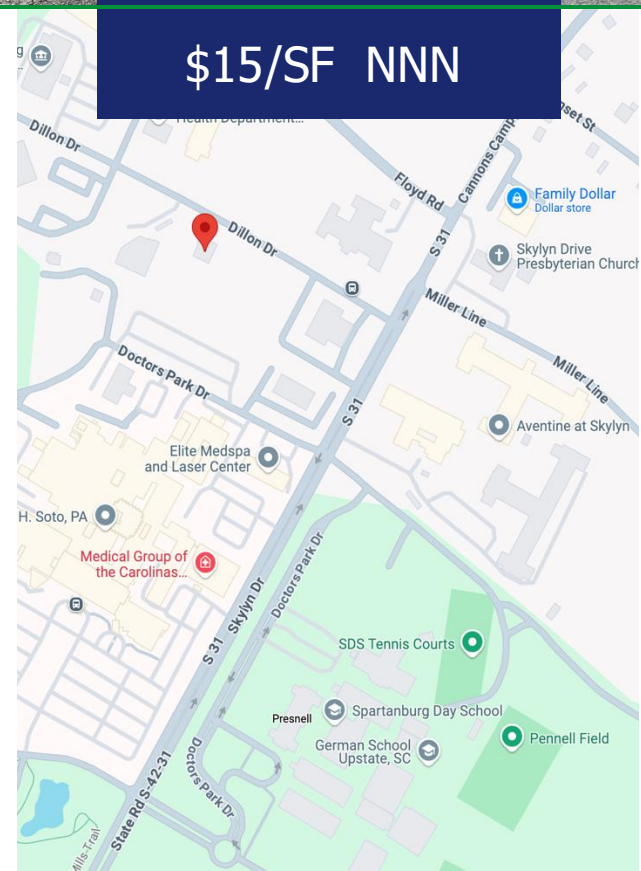 $15/SF NNN
g
Health Department...
Dillon Dr
Floyd Rd
Cannons Camp
Family Dollar
Dollar store
Dillon Dr
S 31
Skylyn Drive
Presbyterian Church
Miller Line
Miller Line
Doctors Park Dr
S 31
Aventine at Skylyn
Elite Medspa
and Laser Center
H. Soto, PA
Medical Group of
the Carolinas...
Doctors Park Dr
S 31
Skylyn Dr
SDS Tennis Courts
Presnell
Spartanburg Day School
German School
Upstate, SC
Pennell Field
Doctors Park Dr
State Rd S-42-31
Mills-Trail